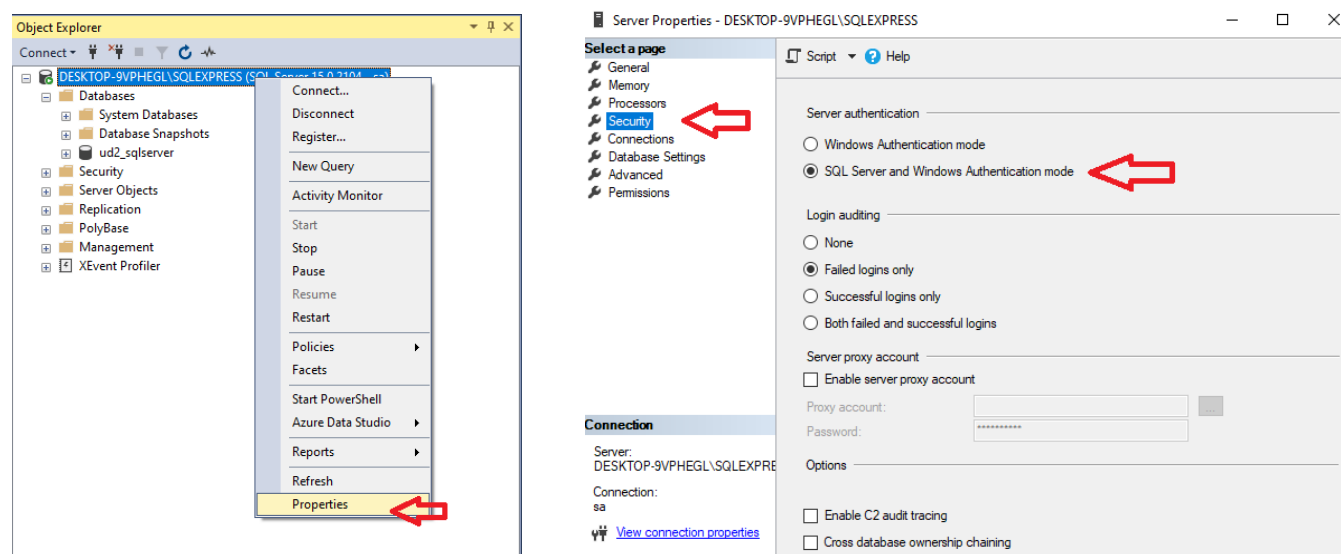 Object Explorer
Connect
DESKTOP-9VPHEGL\SQLEXPRESS (SQL Server 15.0.2104 - sa)
Databases
System Databases
Database Snapshots
ud2_sqlserver
Security
Server Objects
Replication
PolyBase
Management
XEvent Profiler
Connect...
Disconnect
Register...
New Query
Activity Monitor
Start
Stop
Pause
Resume
Restart
Policies
Facets
Start PowerShell
Azure Data Studio
Reports
Refresh
Properties
Server Properties - DESKTOP-9VPHEGL\SQLEXPRESS
Select a page
General
Memory
Processors
Security
Connections
Database Settings
Advanced
Permissions
Connection
Server:
DESKTOP-9VPHEGL\SQLEXPRE
Connection:
sa
View connection properties
Script
Help
Server authentication
Windows Authentication mode
SQL Server and Windows Authentication mode
Login auditing
None
Failed logins only
Successful logins only
Both failed and successful logins
Server proxy account
Enable server proxy account
Proxy account:
...
Password:
**********
Options
Enable C2 audit tracing
Cross database ownership chaining